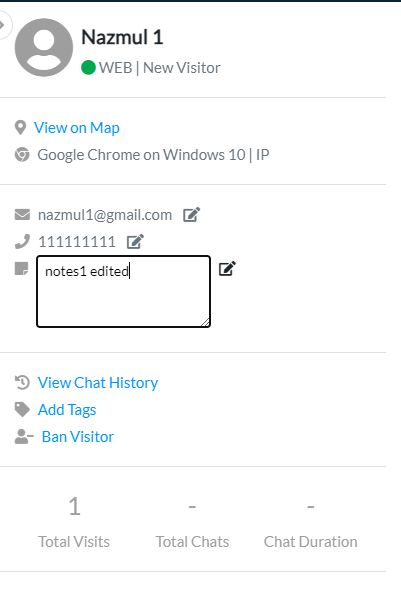 Nazmul 1
WEB | New Visitor
View on Map
Google Chrome on Windows 10 | IP
nazmul1@gmail.com
111111111
notes1 edited
View Chat History
Add Tags
Ban Visitor
1 - -
Total Visits Total Chats Chat Duration